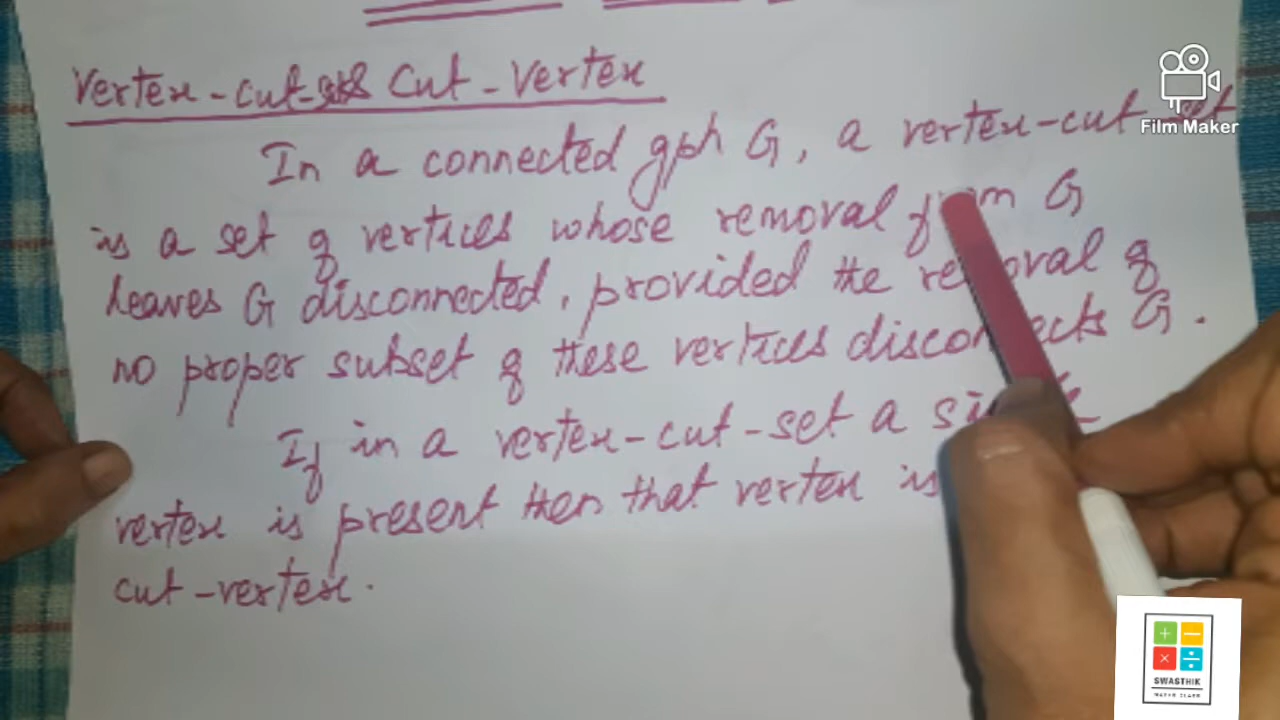 Vertex-cut-set Cut-Vertex
In a connected gph G, a vertex-cut set
is a set of vertices whose removal from G
leaves G disconnected, provided the removal of
no proper subset of these vertices disconnects G.
If in a vertex-cut-set a
vertex is present then that vertex is
cut-vertex.
Film Maker
SWASTHIK